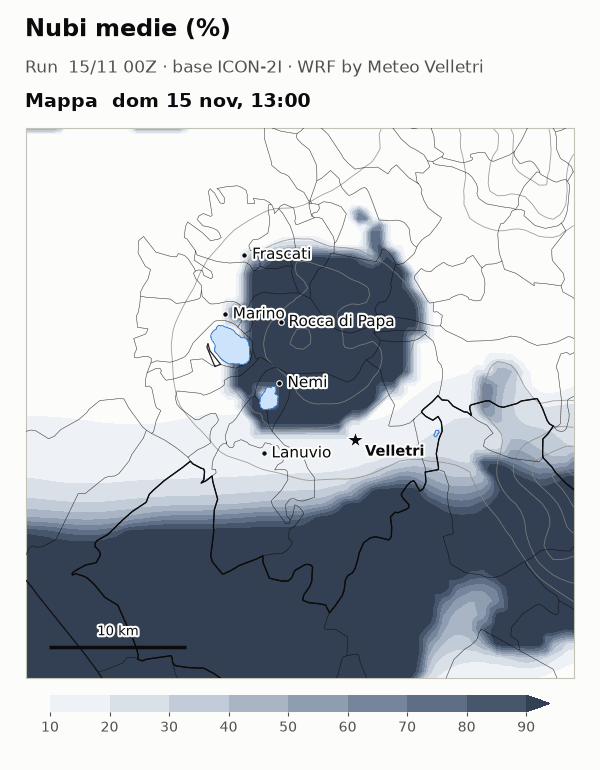 Nubi medie (%)
Run  15/11 00Z · base ICON-2I · WRF by Meteo Velletri
Mappa  dom 15 nov, 13:00
Frascati
Marino
Rocca di Papa
Nemi
Velletri
Lanuvio
10 km
10 20 30 40 50 60 70 80 90